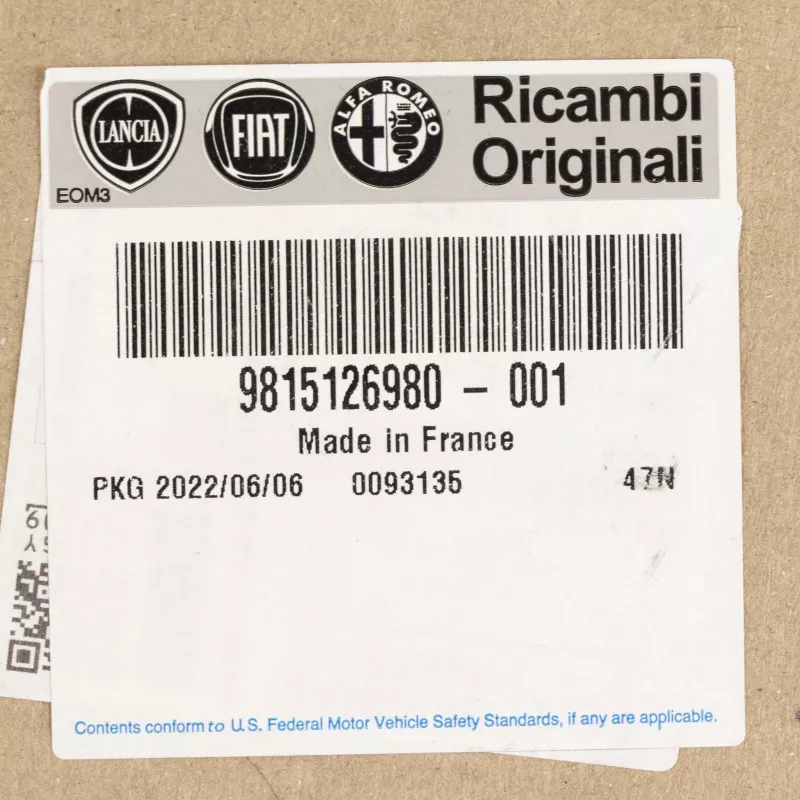 LANCIA
FIAT
ALFA ROMEO
Ricambi
Originali
EOM3
9815126980 - 001
Made in France
PKG 2022/06/06 0093135 47N
Contents conform to U.S. Federal Motor Vehicle Safety Standards, if any are applicable.